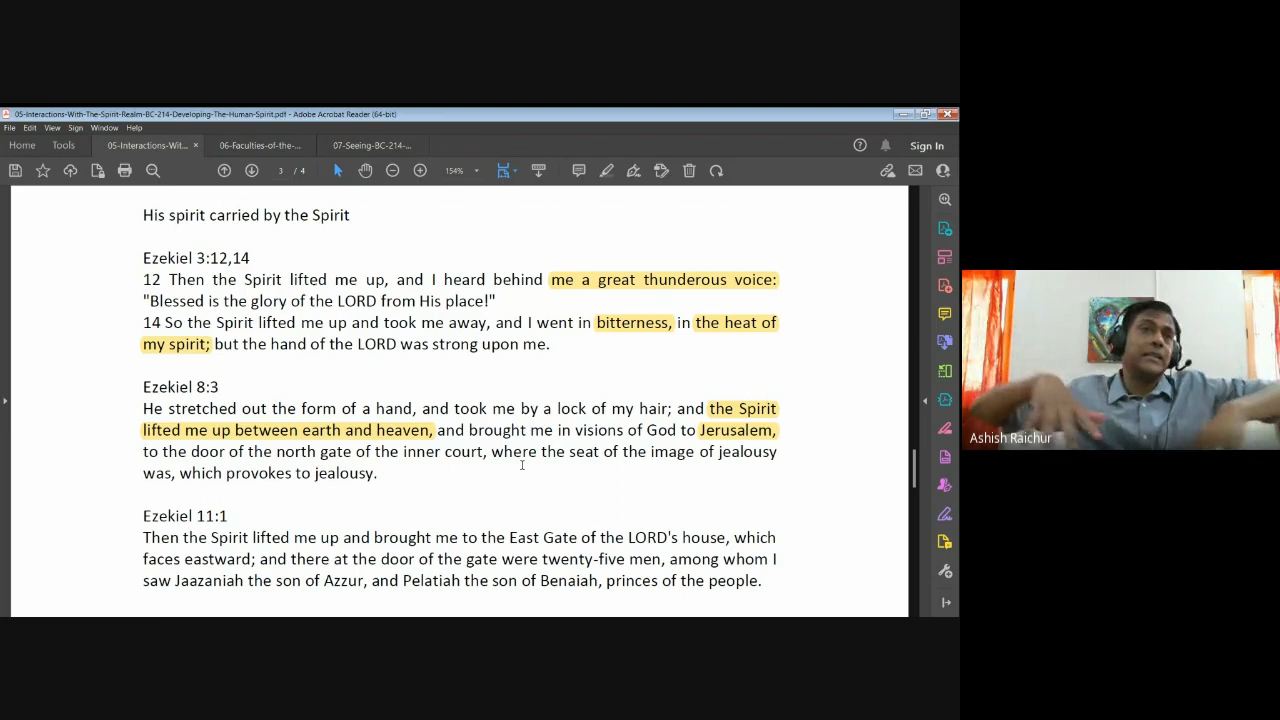 05-Interactions-With-The-Spirit-Realm-BC-214-Developing-The-Human-Spirit.pdf - Adobe Acrobat Reader (64-bit)
File Edit View Sign Window Help
Home Tools 05-Interactions-Wit... × 06-Faculties-of-the-... 07-Seeing-BC-214-... Sign In
3 / 4 154%
His spirit carried by the Spirit
Ezekiel 3:12,14
12 Then the Spirit lifted me up, and I heard behind me a great thunderous voice:
"Blessed is the glory of the LORD from His place!"
14 So the Spirit lifted me up and took me away, and I went in bitterness, in the heat of
my spirit; but the hand of the LORD was strong upon me.
Ezekiel 8:3
He stretched out the form of a hand, and took me by a lock of my hair; and the Spirit
lifted me up between earth and heaven, and brought me in visions of God to Jerusalem,
to the door of the north gate of the inner court, where the seat of the image of jealousy
was, which provokes to jealousy.
Ezekiel 11:1
Then the Spirit lifted me up and brought me to the East Gate of the LORD's house, which
faces eastward; and there at the door of the gate were twenty-five men, among whom I
saw Jaazaniah the son of Azzur, and Pelatiah the son of Benaiah, princes of the people.
Ashish Raichur